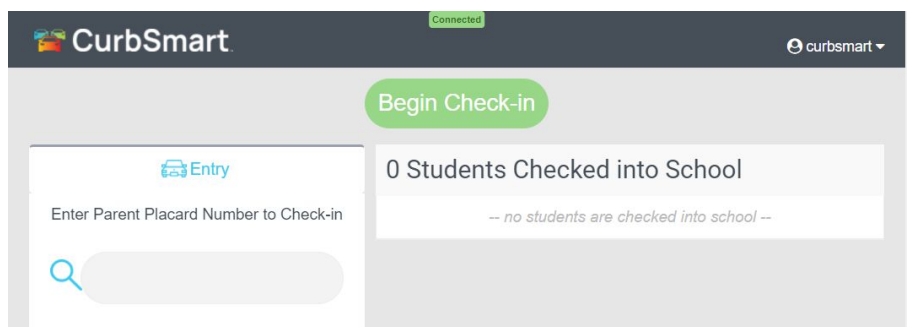 Connected
CurbSmart.
curbsmart
Begin Check-in
Entry
Enter Parent Placard Number to Check-in
0 Students Checked into School
-- no students are checked into school --